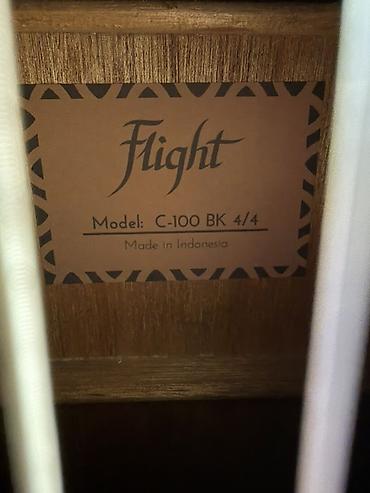 Flight
Model: C-100 BK 4/4
Made in Indonesia